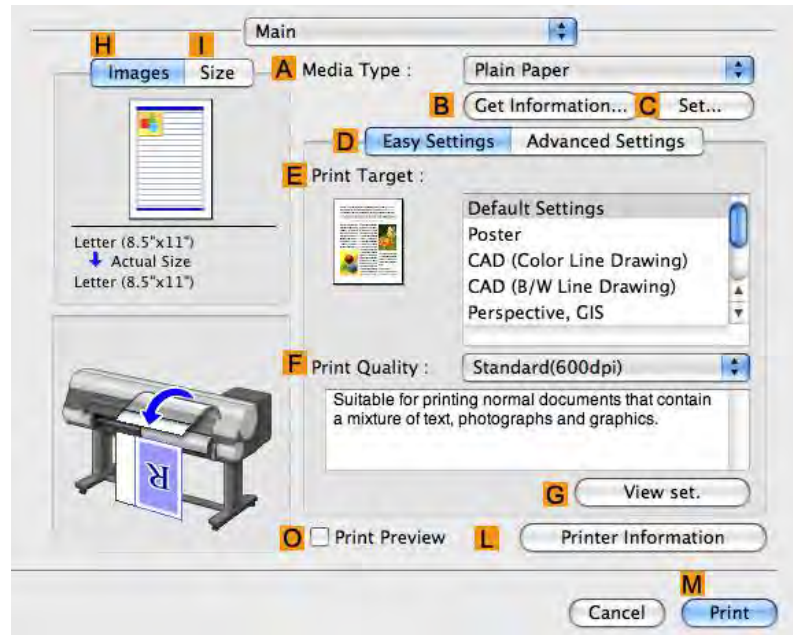 Main
H I
Images Size
A Media Type : Plain Paper
B Get Information... C Set...
D Easy Settings Advanced Settings
E Print Target :
Default Settings
Poster
CAD (Color Line Drawing)
CAD (B/W Line Drawing)
Perspective, GIS
Letter (8.5"x11")
Actual Size
Letter (8.5"x11")
F Print Quality : Standard(600dpi)
Suitable for printing normal documents that contain
a mixture of text, photographs and graphics.
R
G View set.
O Print Preview L Printer Information
M
Cancel Print